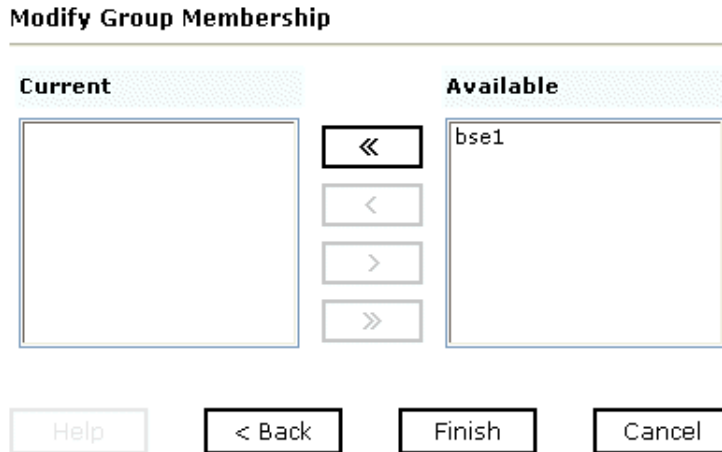 Modify Group Membership
Current
Available
bse1
«
<
>
»
Help
< Back
Finish
Cancel